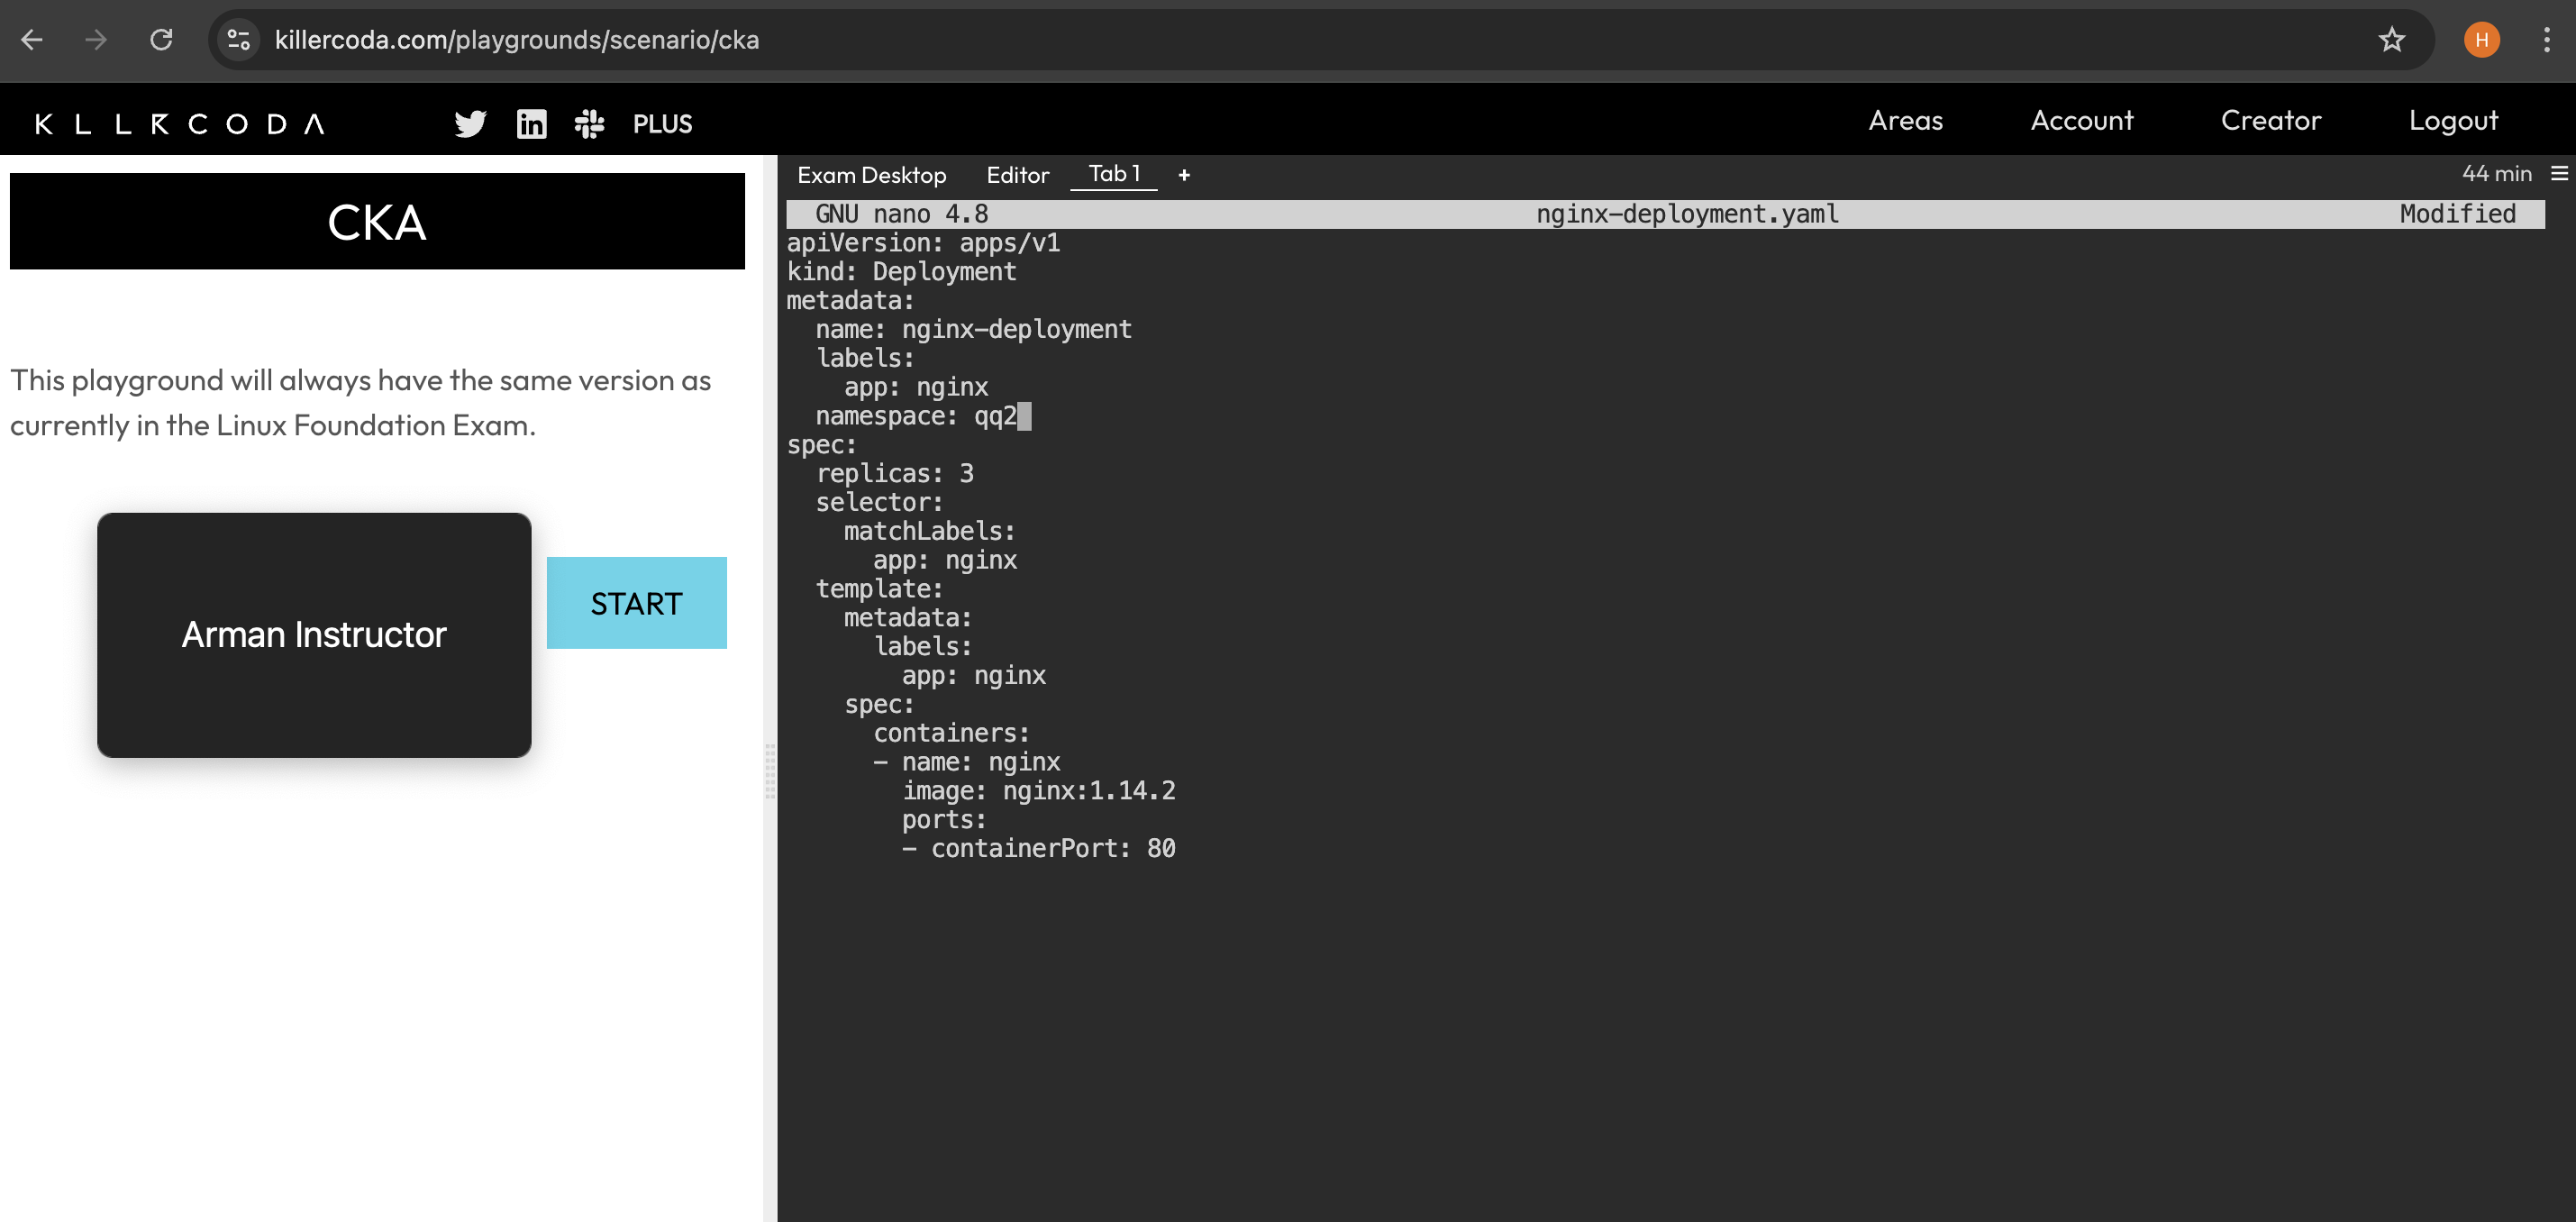 killercoda.com/playgrounds/scenario/cka
H
KLLRCODA PLUS Areas Account Creator Logout
CKA
This playground will always have the same version as
currently in the Linux Foundation Exam.
Arman Instructor
START
Exam Desktop Editor Tab 1 + 44 min
GNU nano 4.8 nginx-deployment.yaml Modified
apiVersion: apps/v1
kind: Deployment
metadata:
  name: nginx-deployment
  labels:
    app: nginx
  namespace: qq2
spec:
  replicas: 3
  selector:
    matchLabels:
      app: nginx
  template:
    metadata:
      labels:
        app: nginx
    spec:
      containers:
      - name: nginx
        image: nginx:1.14.2
        ports:
        - containerPort: 80